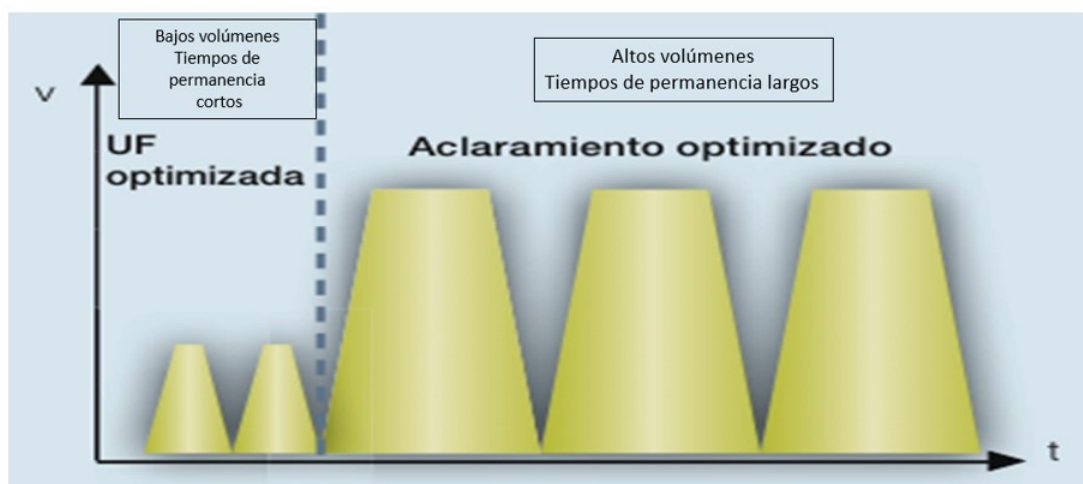 Bajos volúmenes
Tiempos de
permanencia
cortos
Altos volúmenes
Tiempos de permanencia largos
v
UF
optimizada
Aclaramiento optimizado
t